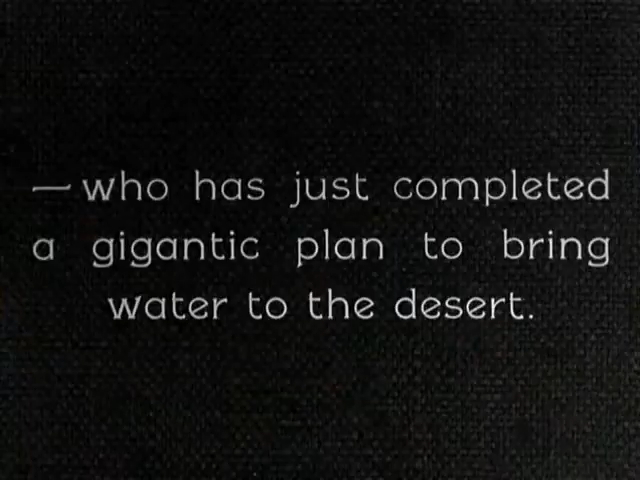 —who has just completed
a gigantic plan to bring
water to the desert.